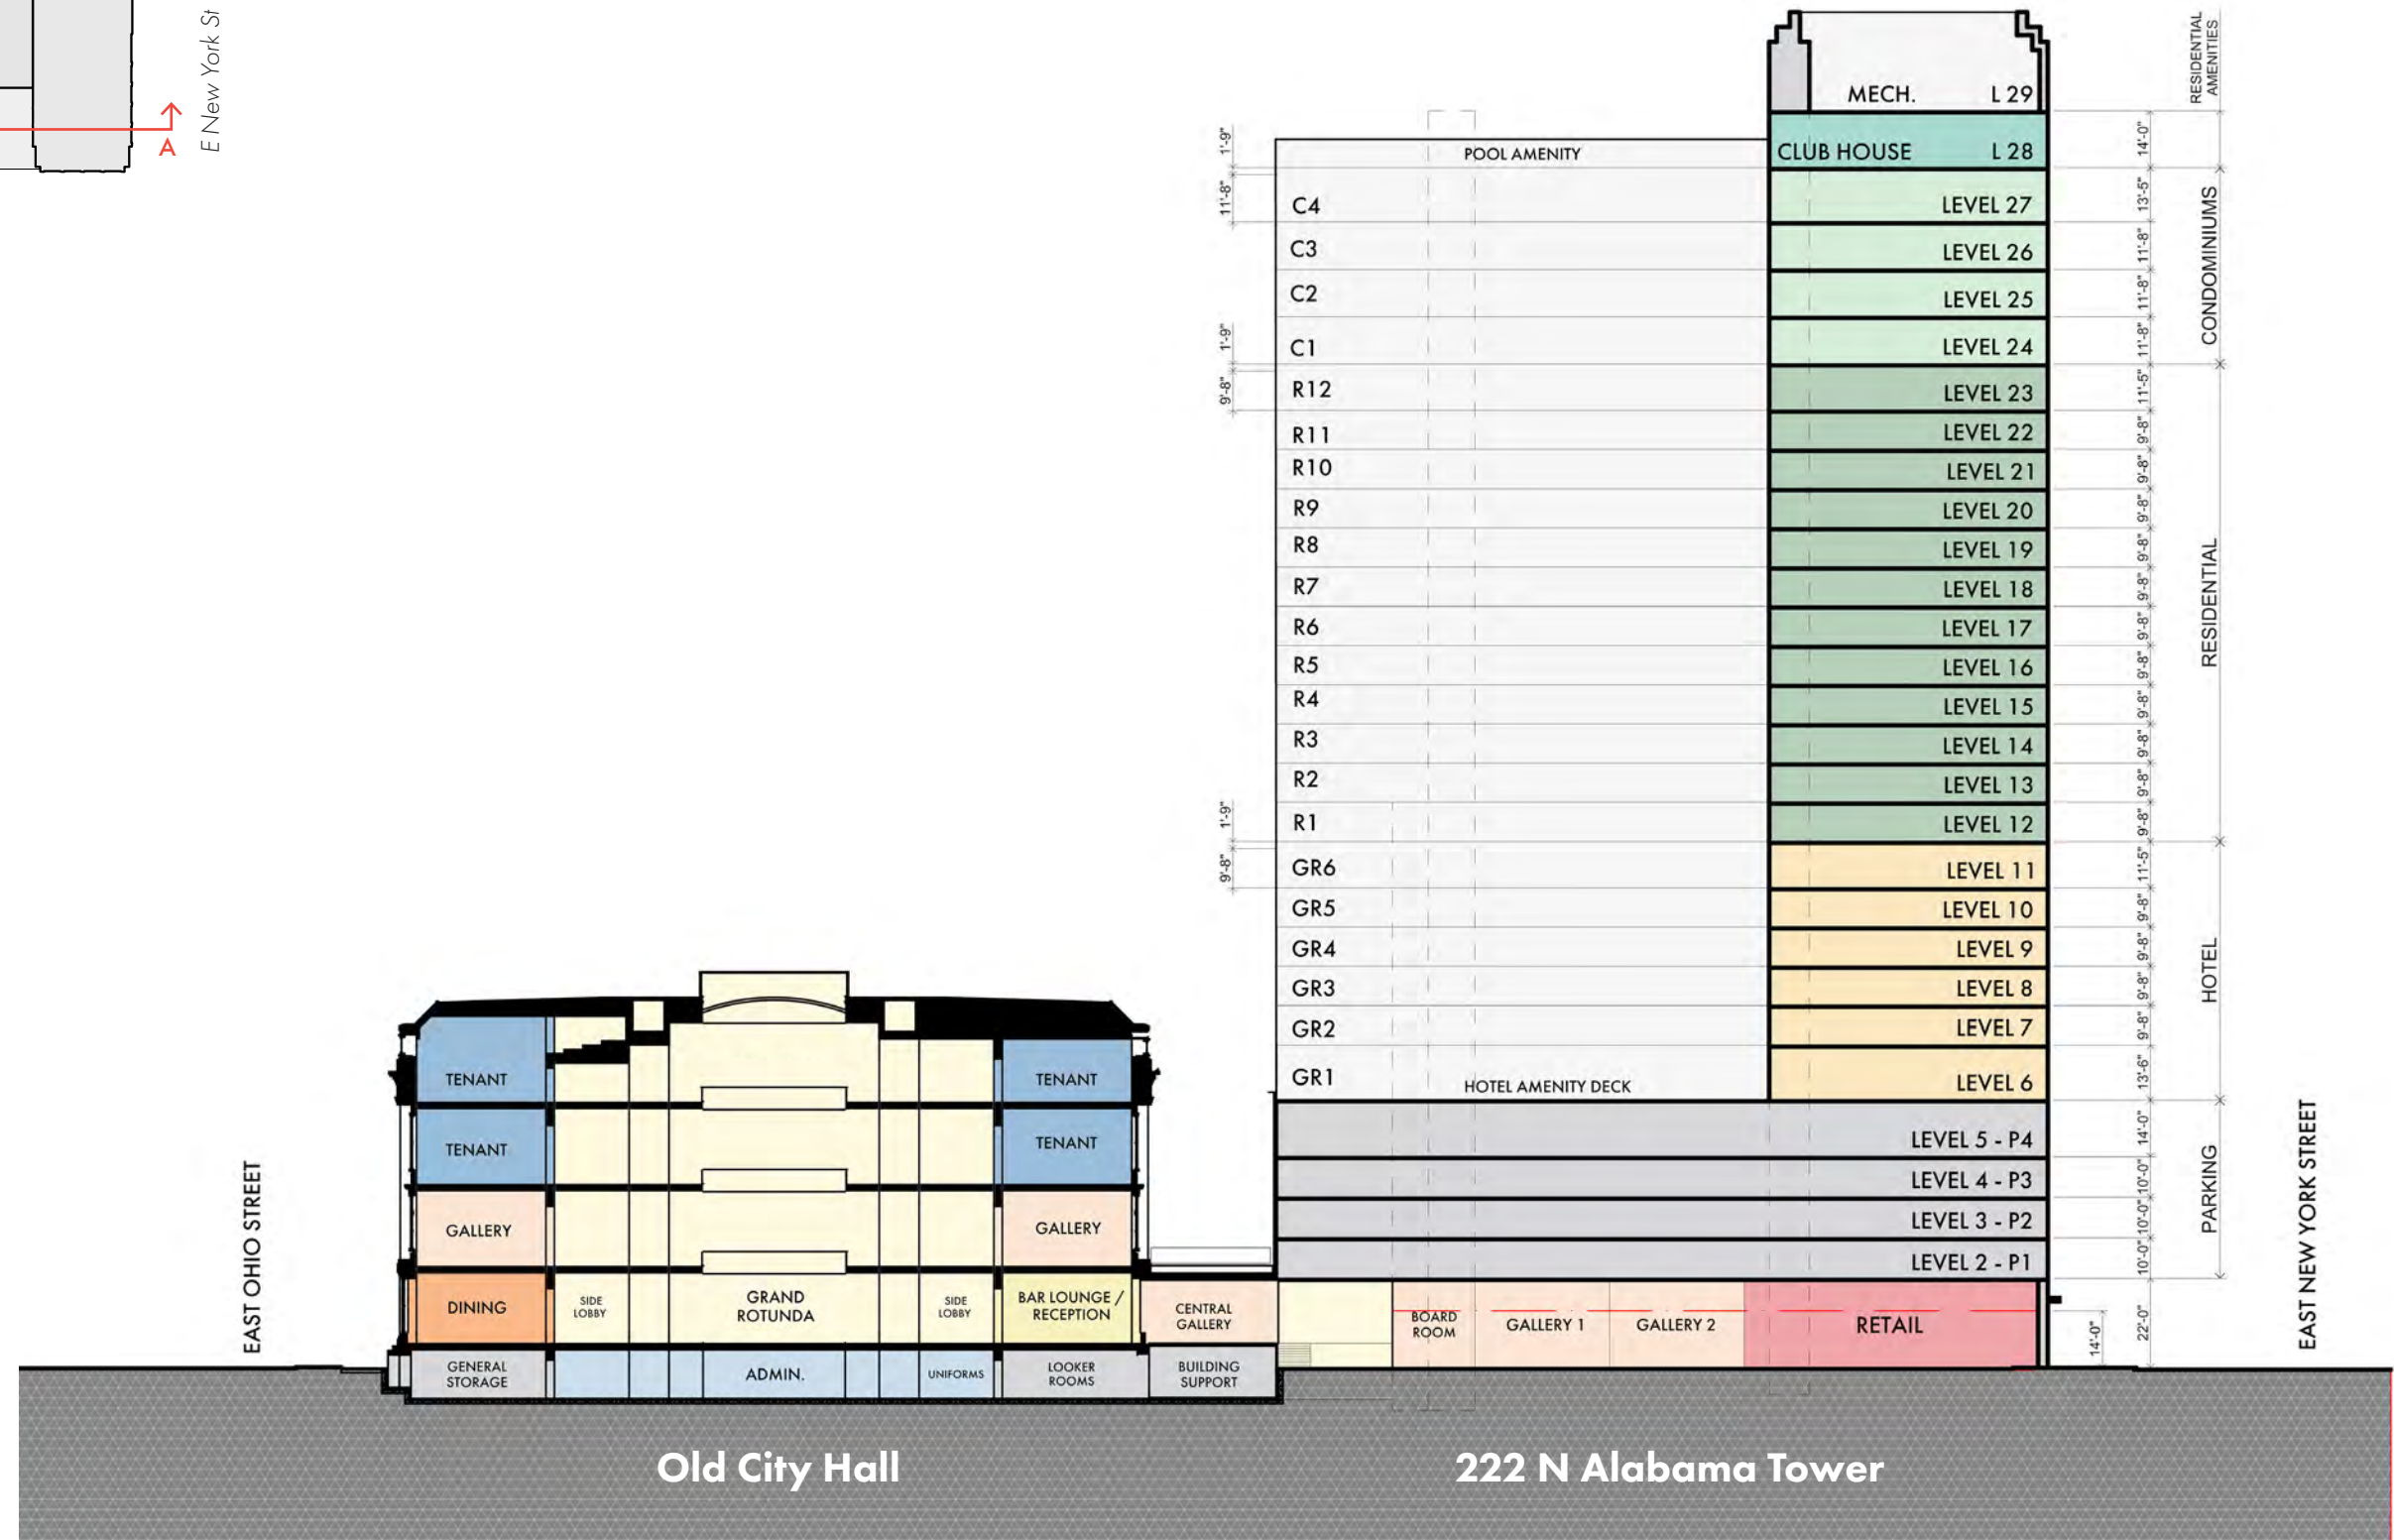 E New York St
A
RESIDENTIAL
AMENITIES
MECH. L 29
1'-9"
POOL AMENITY
CLUB HOUSE L 28
14'-0"
11'-8"
C4
LEVEL 27
13'-5"
CONDOMINIUMS
C3
LEVEL 26
11'-8"
C2
LEVEL 25
11'-8"
1'-9"
C1
LEVEL 24
11'-8"
9'-8"
R12
LEVEL 23
11'-5"
R11
LEVEL 22
9'-8"
R10
LEVEL 21
9'-8"
R9
LEVEL 20
9'-8"
R8
LEVEL 19
9'-8"
RESIDENTIAL
R7
LEVEL 18
9'-8"
R6
LEVEL 17
9'-8"
R5
LEVEL 16
9'-8"
R4
LEVEL 15
9'-8"
R3
LEVEL 14
9'-8"
R2
LEVEL 13
9'-8"
1'-9"
R1
LEVEL 12
9'-8"
9'-8"
GR6
LEVEL 11
11'-5"
GR5
LEVEL 10
9'-8"
GR4
LEVEL 9
9'-8"
HOTEL
GR3
LEVEL 8
9'-8"
GR2
LEVEL 7
9'-8"
GR1
HOTEL AMENITY DECK
LEVEL 6
13'-6"
LEVEL 5 - P4
14'-0"
LEVEL 4 - P3
10'-0"
PARKING
LEVEL 3 - P2
10'-0"
LEVEL 2 - P1
10'-0"
EAST OHIO STREET
TENANT
TENANT
TENANT
TENANT
GALLERY
GALLERY
DINING
SIDE
LOBBY
GRAND
ROTUNDA
SIDE
LOBBY
BAR LOUNGE /
RECEPTION
CENTRAL
GALLERY
BOARD
ROOM
GALLERY 1
GALLERY 2
RETAIL
14'-0"
22'-0"
EAST NEW YORK STREET
GENERAL
STORAGE
ADMIN.
UNIFORMS
LOOKER
ROOMS
BUILDING
SUPPORT
Old City Hall
222 N Alabama Tower